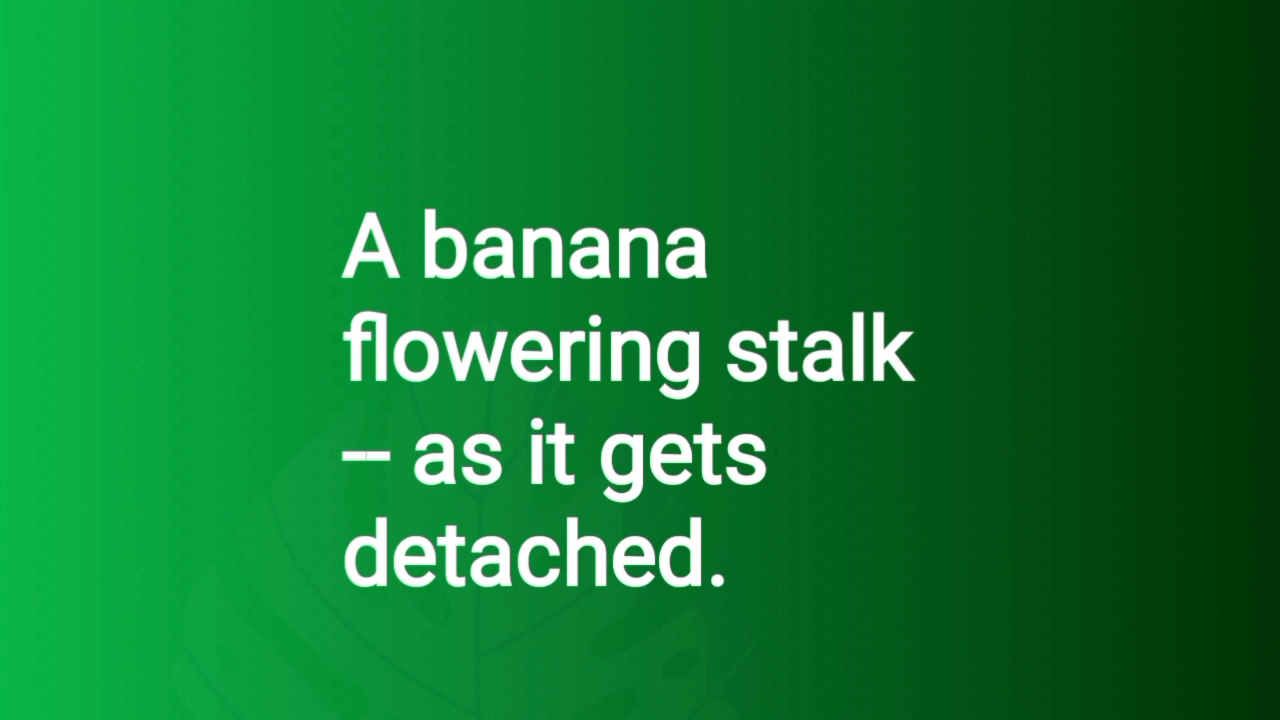 A banana
flowering stalk
-- as it gets
detached.